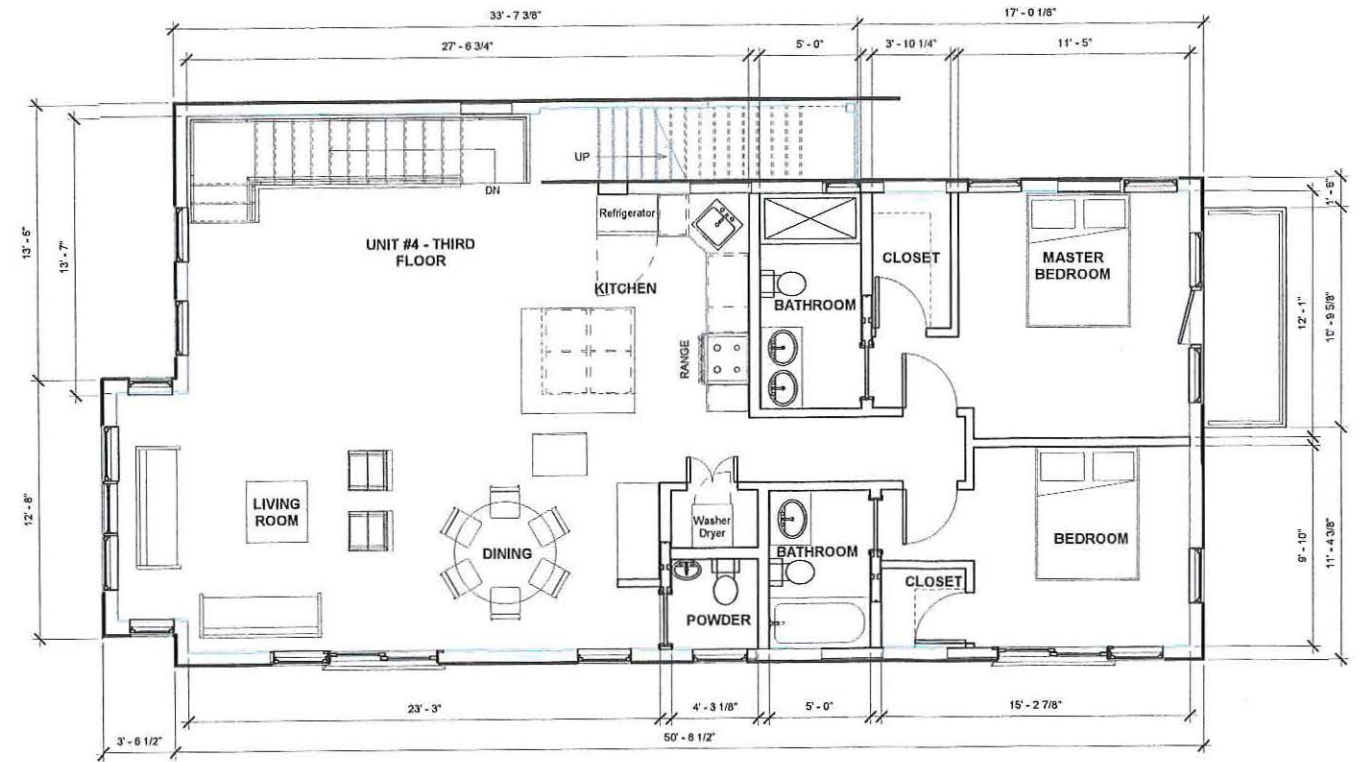 33' - 7 3/8"
17' - 0 1/8"
27' - 6 3/4"
5' - 0"
3' - 10 1/4"
11' - 5"
UP
DN
1' - 6"
13' - 6"
13' - 7"
UNIT #4 - THIRD
FLOOR
Refrigerator
KITCHEN
BATHROOM
CLOSET
MASTER
BEDROOM
12' - 1"
10' - 9 5/8"
RANGE
12' - 8"
LIVING
ROOM
DINING
Washer
Dryer
BATHROOM
BEDROOM
CLOSET
POWDER
9' - 10"
11' - 4 3/8"
23' - 3"
4' - 3 1/8"
5' - 0"
15' - 2 7/8"
3' - 6 1/2"
50' - 8 1/2"